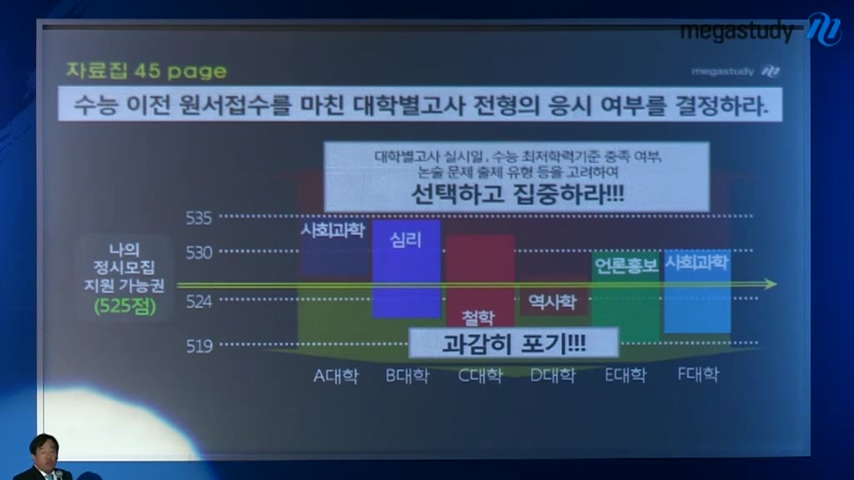 megastudy
자료집 45 page
megastudy
수능 이전 원서접수를 마친 대학별고사 전형의 응시 여부를 결정하라.
대학별고사 실시일, 수능 최저학력기준 충족 여부,
논술 문제 출제 유형 등을 고려하여
선택하고 집중하라!!!
535
사회과학
심리
530
언론홍보
사회과학
나의
정시모집
지원 가능권
(525점)
524
역사학
철학
519
과감히 포기!!!
A대학 B대학 C대학 D대학 E대학 F대학